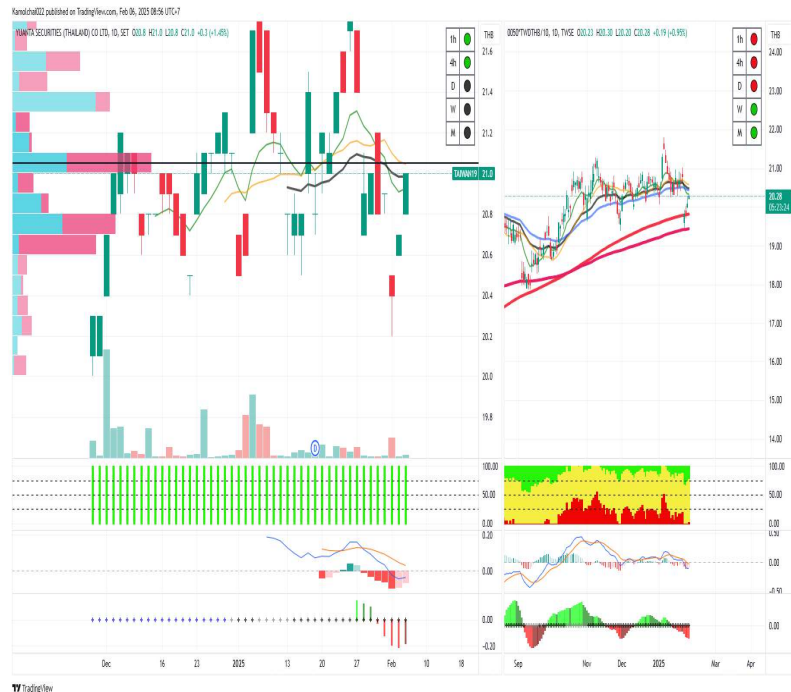 Kamolchai022 published on TradingView.com, Feb 06, 2025 08:56 UTC+7
YUANTA SECURITIES (THAILAND) CO LTD, 1D, SET O20.8 H21.0 L20.8 C21.0 +0.3 (+1.45%)
THB
1h
4h
D
W
M
21.6
21.4
21.2
TAIWAN19 21.0
20.8
20.6
20.4
20.2
20.0
19.8
D
100.00
50.00
0.00
0.20
0.00
0.00
-0.20
Dec 16 23 2025 13 20 27 Feb 10 18
0050*TWDTHB/10, 1D, TWSE O20.23 H20.30 L20.20 C20.28 +0.19 (+0.95%)
THB
1h
4h
D
W
M
24.00
23.00
22.00
21.00
20.28
05:23:24
19.00
18.00
17.00
16.00
15.00
14.00
100.00
50.00
0.00
0.50
0.00
-0.50
0.00
Sep Nov Dec 2025 Mar Apr
TradingView